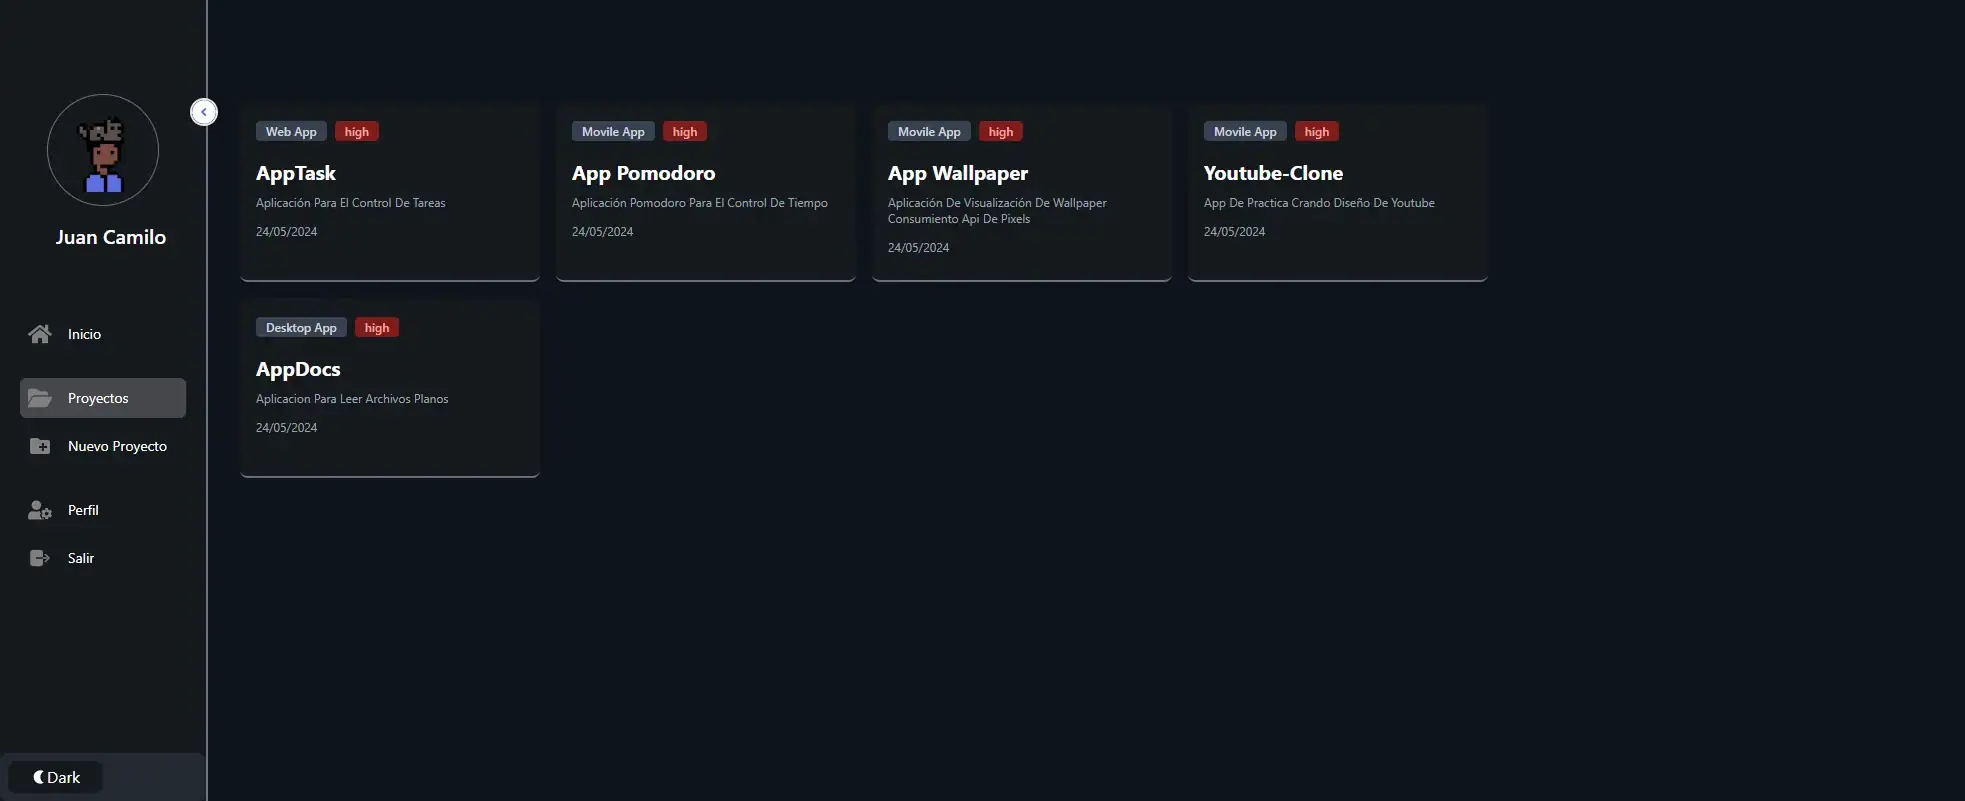 Juan Camilo
Inicio
Proyectos
Nuevo Proyecto
Perfil
Salir
Dark
Web App high
AppTask
Aplicación Para El Control De Tareas
24/05/2024
Movile App high
App Pomodoro
Aplicación Pomodoro Para El Control De Tiempo
24/05/2024
Movile App high
App Wallpaper
Aplicación De Visualización De Wallpaper
Consumiento Api De Pixels
24/05/2024
Movile App high
Youtube-Clone
App De Practica Crando Diseño De Youtube
24/05/2024
Desktop App high
AppDocs
Aplicacion Para Leer Archivos Planos
24/05/2024